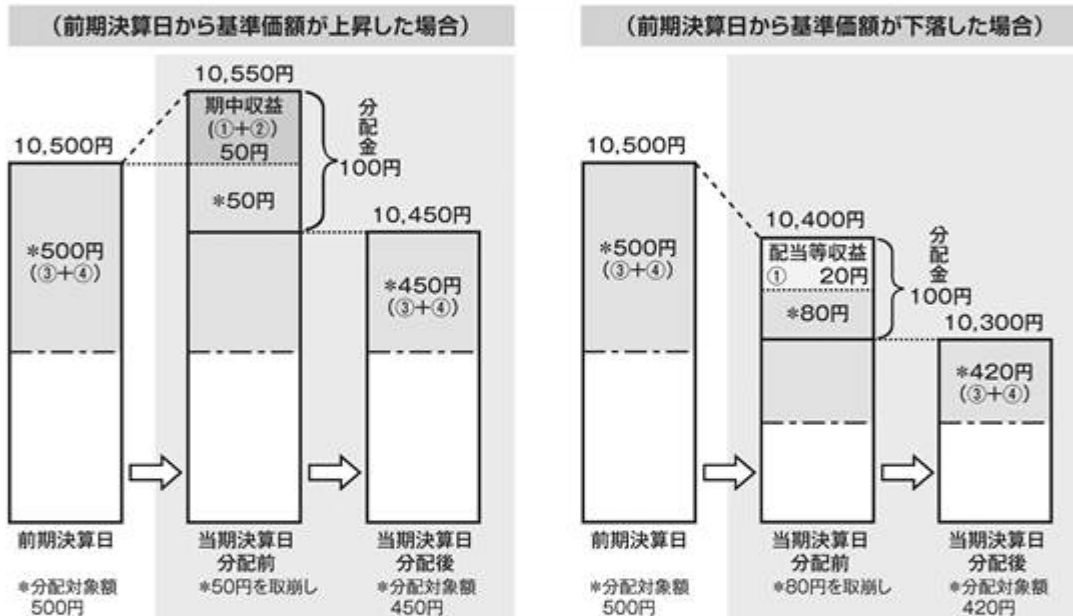 (前期決算日から基準価額が上昇した場合)
10,550円
期中収益
(①+②)
50円
*50円
分配金
100円
10,500円
*500円
(③+④)
10,450円
*450円
(③+④)
前期決算日
*分配対象額
500円
当期決算日
分配前
*50円を取崩し
当期決算日
分配後
*分配対象額
450円
(前期決算日から基準価額が下落した場合)
10,500円
*500円
(③+④)
10,400円
配当等収益
① 20円
*80円
分配金
100円
10,300円
*420円
(③+④)
前期決算日
*分配対象額
500円
当期決算日
分配前
*80円を取崩し
当期決算日
分配後
*分配対象額
420円